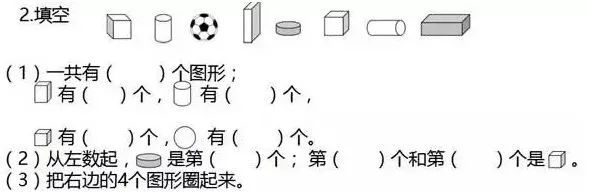 2.填空
(1)一共有( )个图形;
有( )个, 有( )个,
有( )个, 有( )个。
(2)从左数起, 是第( )个; 第( )个和第( )个是 。
(3)把右边的4个图形圈起来。